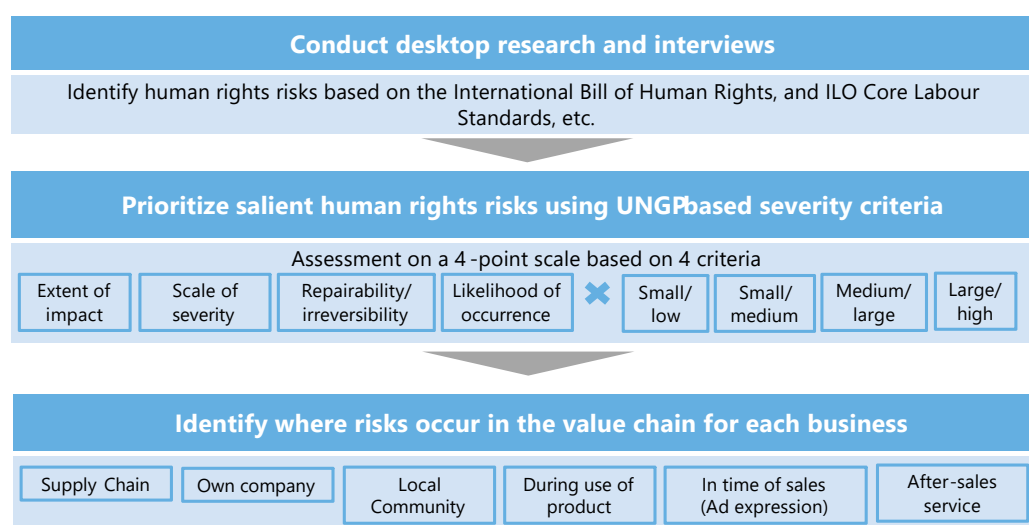 Conduct desktop research and interviews
Identify human rights risks based on the International Bill of Human Rights, and ILO Core Labour
Standards, etc.
Prioritize salient human rights risks using UNGPbased severity criteria
Assessment on a 4 -point scale based on 4 criteria
Extent of
impact
Scale of
severity
Repairability/
irreversibility
Likelihood of
occurrence
Small/
low
Small/
medium
Medium/
large
Large/
high
Identify where risks occur in the value chain for each business
Supply Chain
Own company
Local
Community
During use of
product
In time of sales
(Ad expression)
After-sales
service